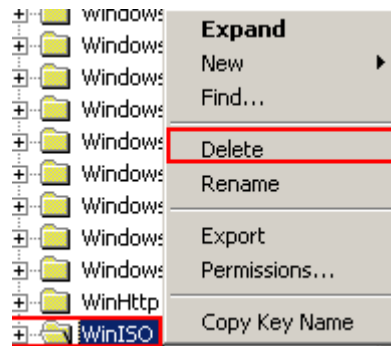 Windows
Windows
Windows
Windows
Windows
Windows
Windows
Windows
Windows
WinHttp
WinISO
Expand
New
Find...
Delete
Rename
Export
Permissions...
Copy Key Name